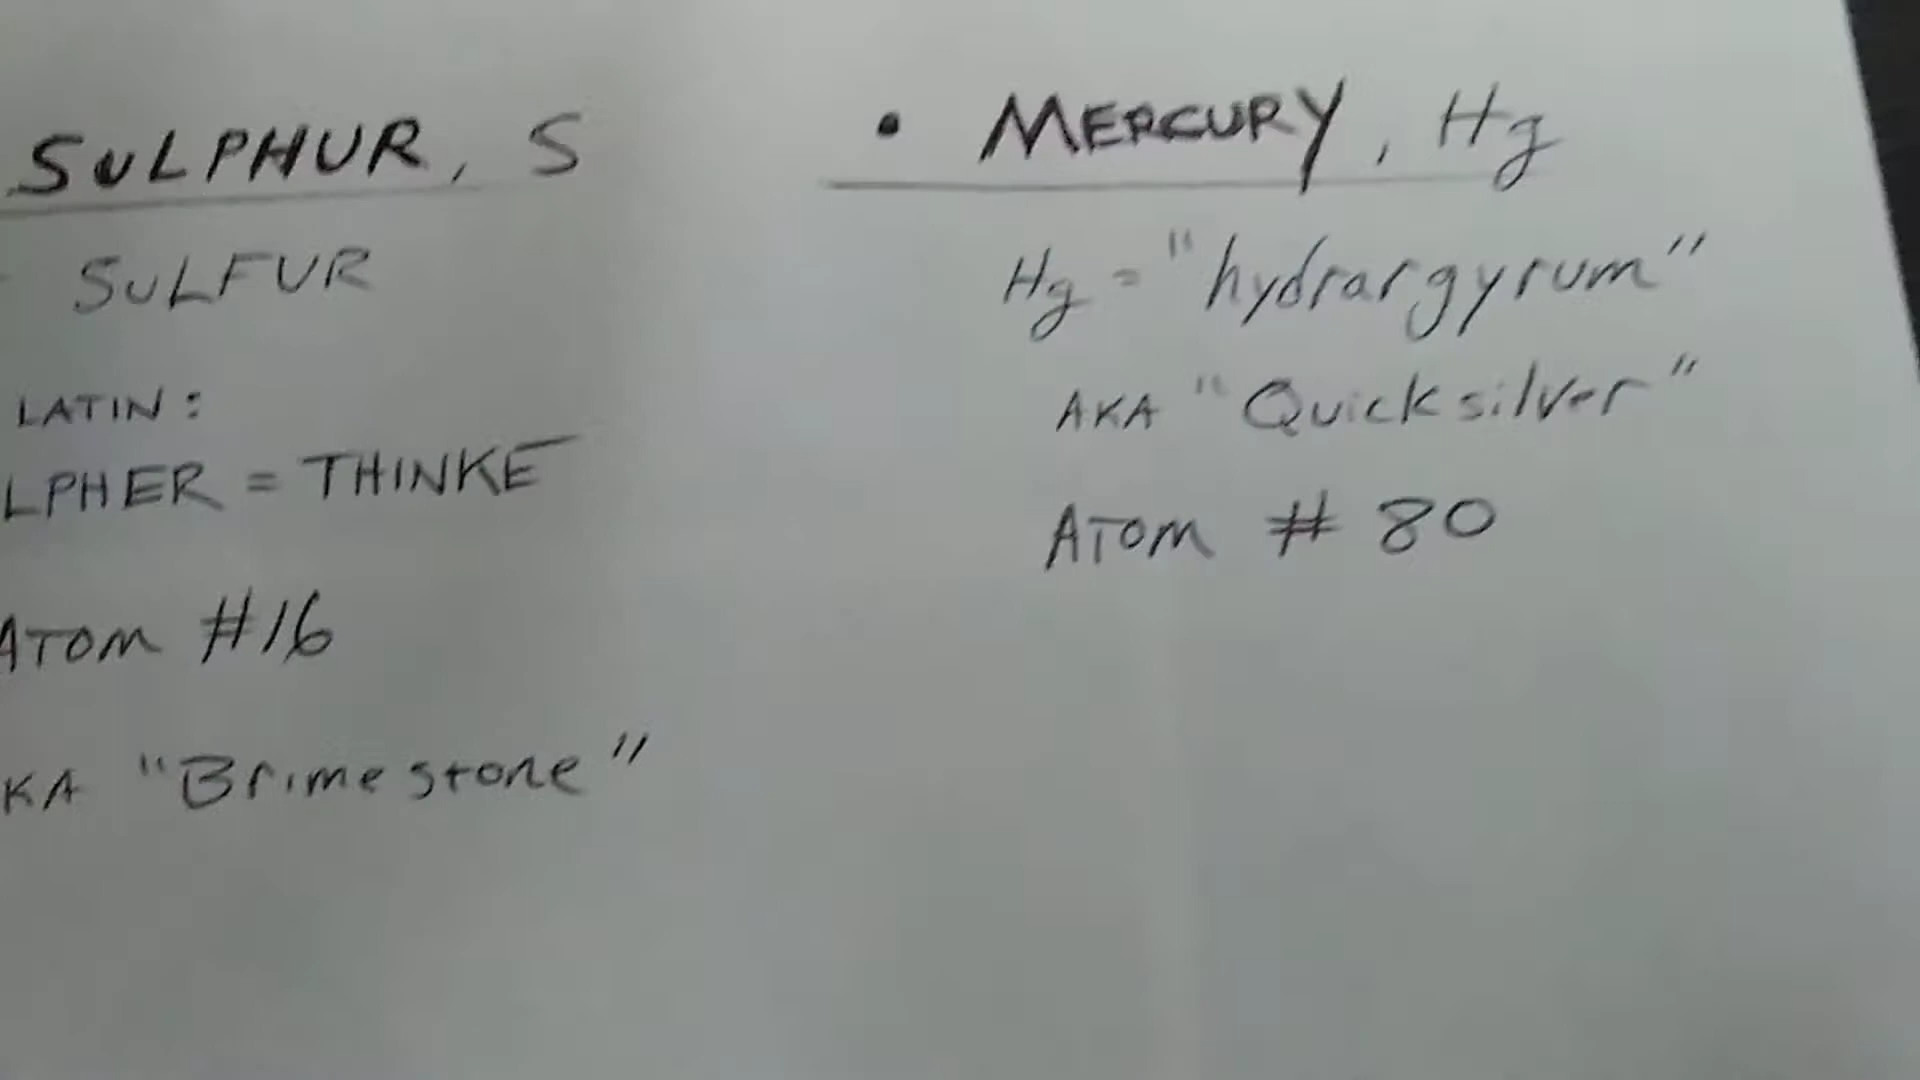 SULPHUR, S
SULFUR
LATIN:
LPHER = THINKE
ATOM #16
KA "Brimestone"
• MERCURY, Hg
Hg = "hydrargyrum"
AKA "Quicksilver"
ATOM # 80